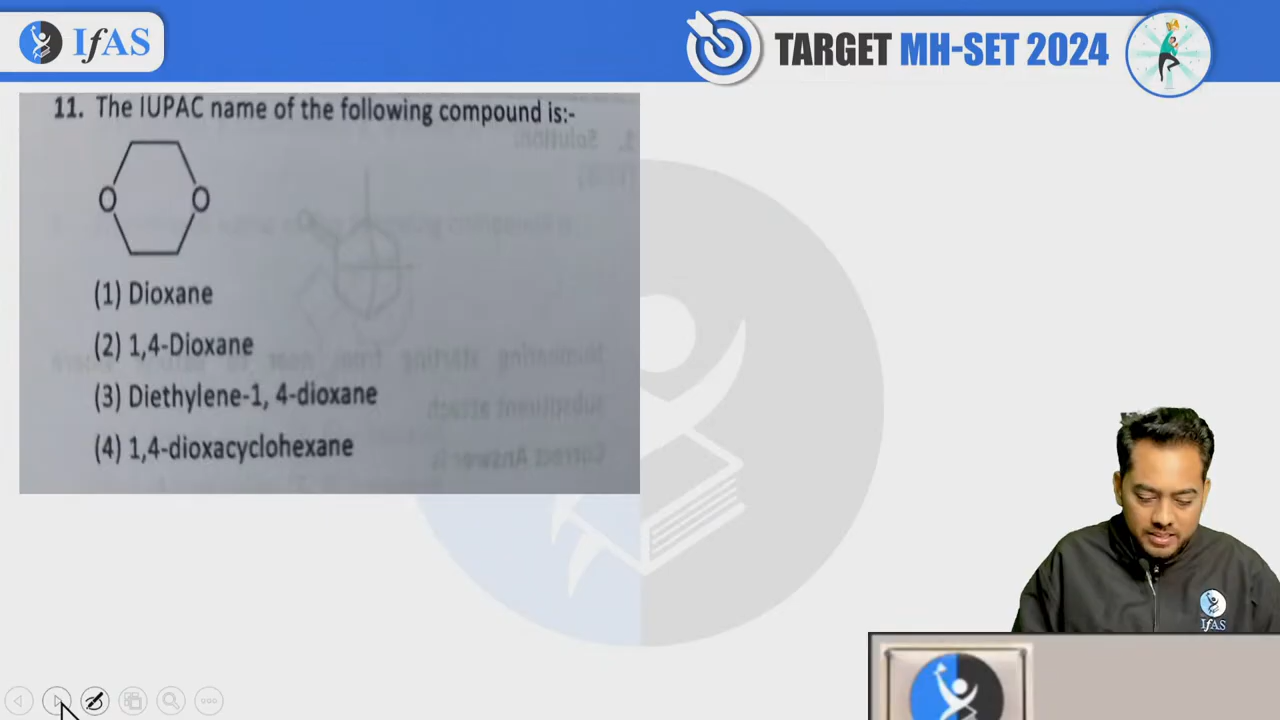 IfAS
TARGET MH-SET 2024
11. The IUPAC name of the following compound is:-
O O
(1) Dioxane
(2) 1,4-Dioxane
(3) Diethylene-1, 4-dioxane
(4) 1,4-dioxacyclohexane
IfAS